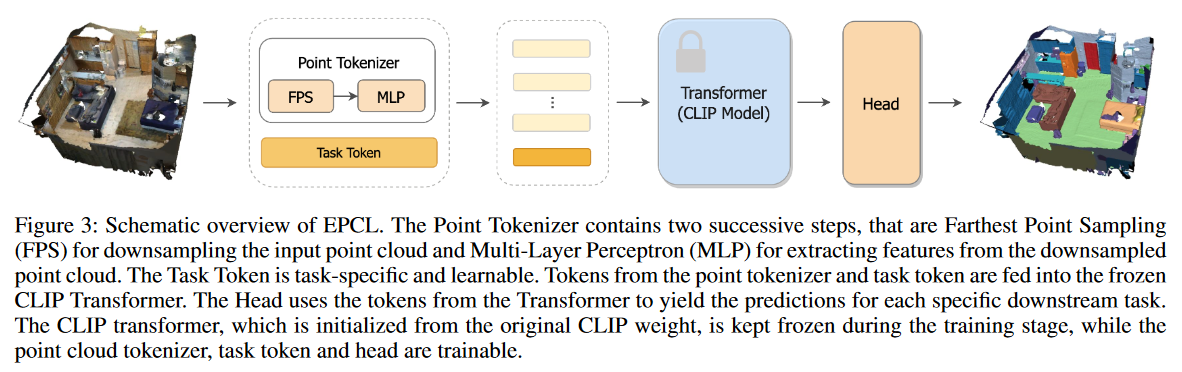 Point Tokenizer
FPS
MLP
Task Token
Transformer
(CLIP Model)
Head
Figure 3: Schematic overview of EPCL. The Point Tokenizer contains two successive steps, that are Farthest Point Sampling
(FPS) for downsampling the input point cloud and Multi-Layer Perceptron (MLP) for extracting features from the downsampled
point cloud. The Task Token is task-specific and learnable. Tokens from the point tokenizer and task token are fed into the frozen
CLIP Transformer. The Head uses the tokens from the Transformer to yield the predictions for each specific downstream task.
The CLIP transformer, which is initialized from the original CLIP weight, is kept frozen during the training stage, while the
point cloud tokenizer, task token and head are trainable.